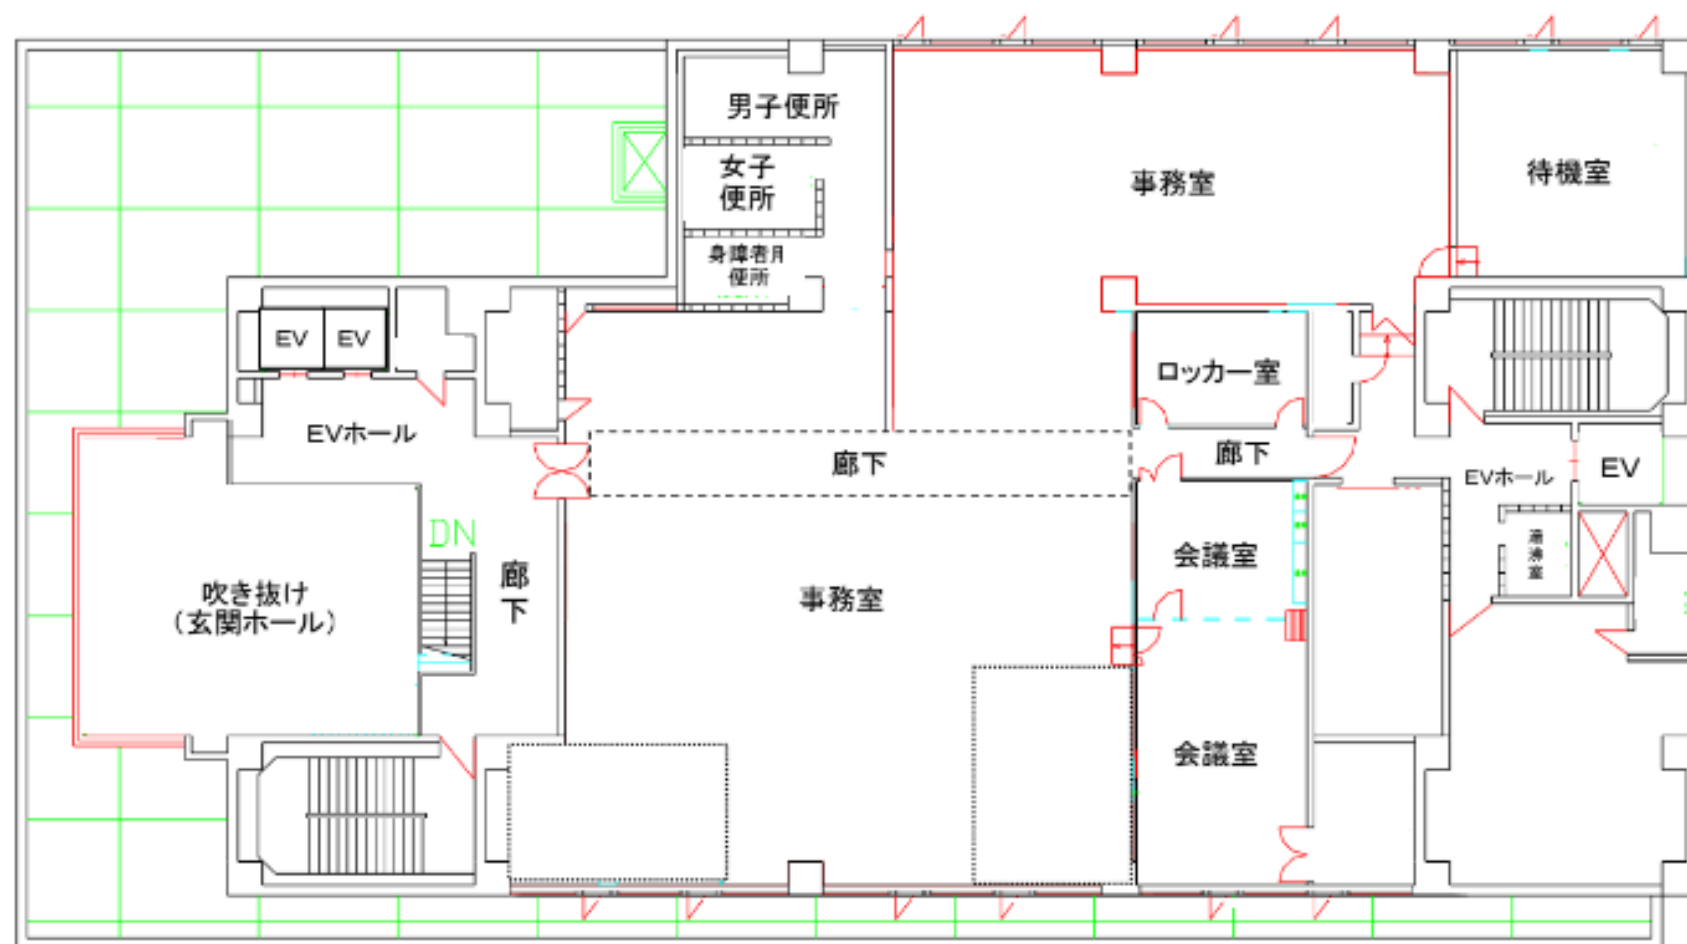 男子便所
女子
便所
身障者用
便所
事務室
待機室
EV
EV
EVホール
ロッカー室
廊下
廊下
EVホール
EV
DN
廊
下
吹き抜け
(玄関ホール)
事務室
会議室
湯
沸
室
会議室